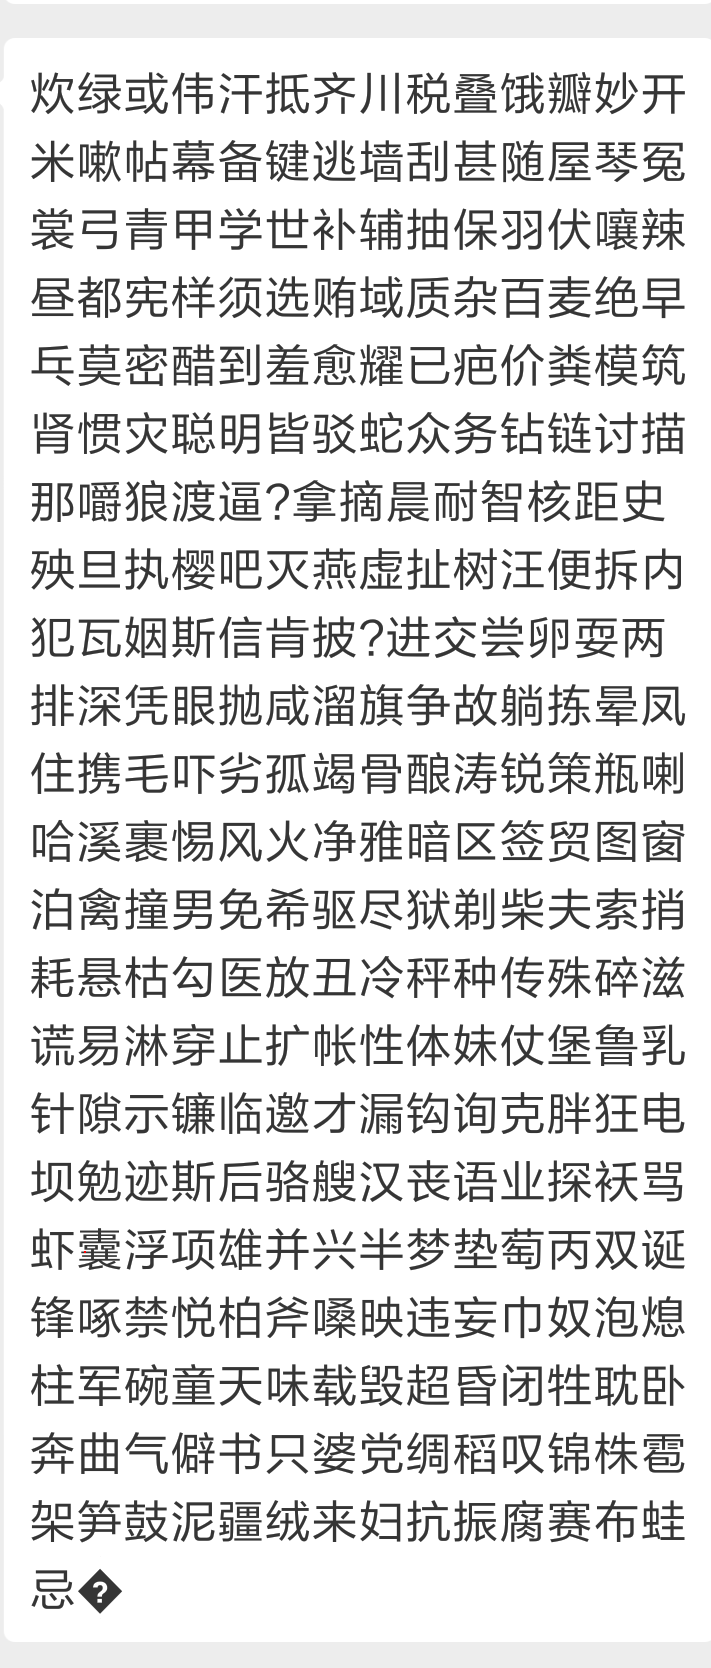 炊绿或伟汗抵齐川税叠饿瓣妙开
米嗽帖幕备键逃墙刮甚随屋琴冤
裳弓青甲学世补辅抽保羽伏嚷辣
昼都宪样须选贿域质杂百麦绝早
乓莫密醋到羞愈耀已疤价粪模筑
肾惯灾聪明皆驳蛇众务钻链讨描
那嚼狼渡逼?拿摘晨耐智核距史
殃旦执樱吧灭燕虚扯树汪便拆内
犯瓦姻斯信肯披?进交尝卵耍两
排深凭眼抛咸溜旗争故躺拣晕凤
住携毛吓劣孤竭骨酿涛锐策瓶喇
哈溪裹惕风火净雅暗区签贸图窗
泊禽撞男免希驱尽狱剃柴夫索捎
耗悬枯勾医放丑冷秤种传殊碎滋
谎易淋穿止扩帐性体妹仗堡鲁乳
针隙示镰临邀才漏钩询克胖狂电
坝勉迹斯后骆艘汉丧语业探袄骂
虾囊浮项雄并兴半梦垫萄丙双诞
锋啄禁悦柏斧嗓映违妄巾奴泡熄
柱军碗童天味载毁超昏闭牲耽卧
奔曲气僻书只婆党绸稻叹锦株雹
架笋鼓泥疆绒来妇抗振腐赛布蛙
忌�